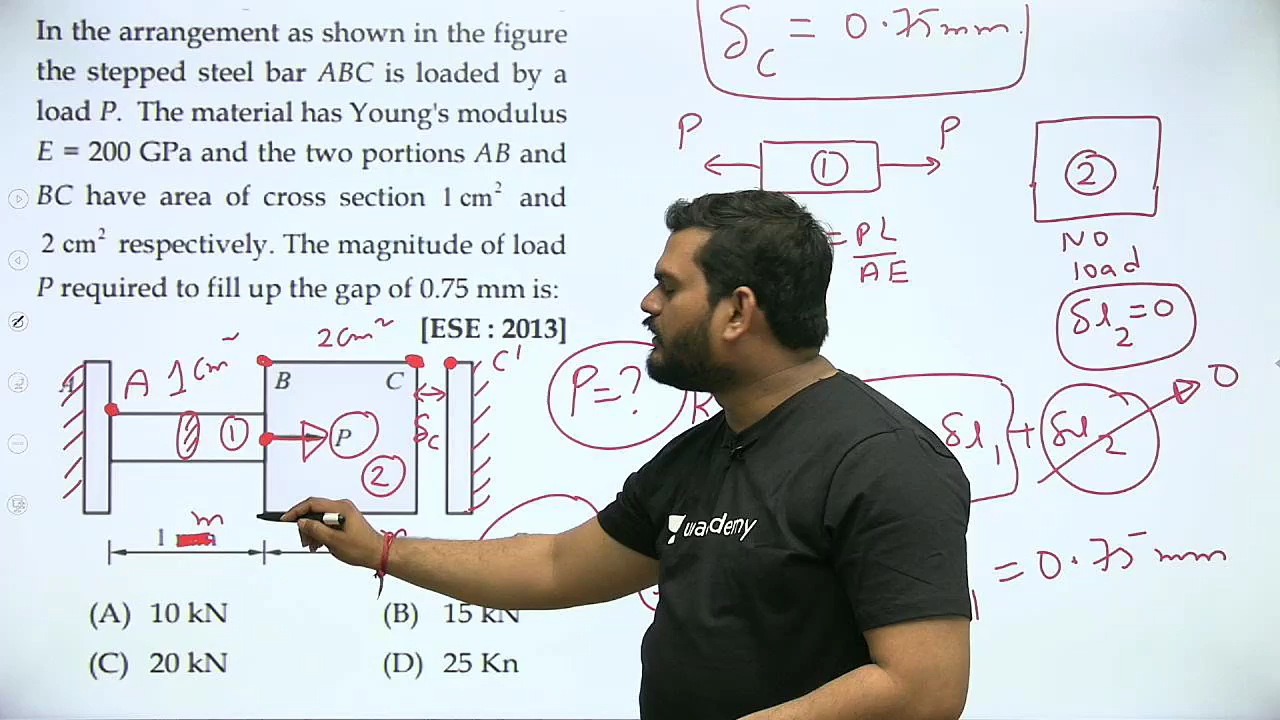 In the arrangement as shown in the figure
the stepped steel bar ABC is loaded by a
load P. The material has Young's modulus
E = 200 GPa and the two portions AB and
BC have area of cross section 1 cm² and
2 cm² respectively. The magnitude of load
P required to fill up the gap of 0.75 mm is:
[ESE : 2013]
A
A 1 cm²
2cm²
B
C
C'
1
P
2
δc
1
m
m
(A) 10 kN
(B) 15 kN
(C) 20 kN
(D) 25 Kn
δc = 0.75 mm.
P
1
P
2
= PL
AE
No
load
δl₂ = 0
P = ?
δl₁ + δl₂
0
= 0.75 mm
unacademy